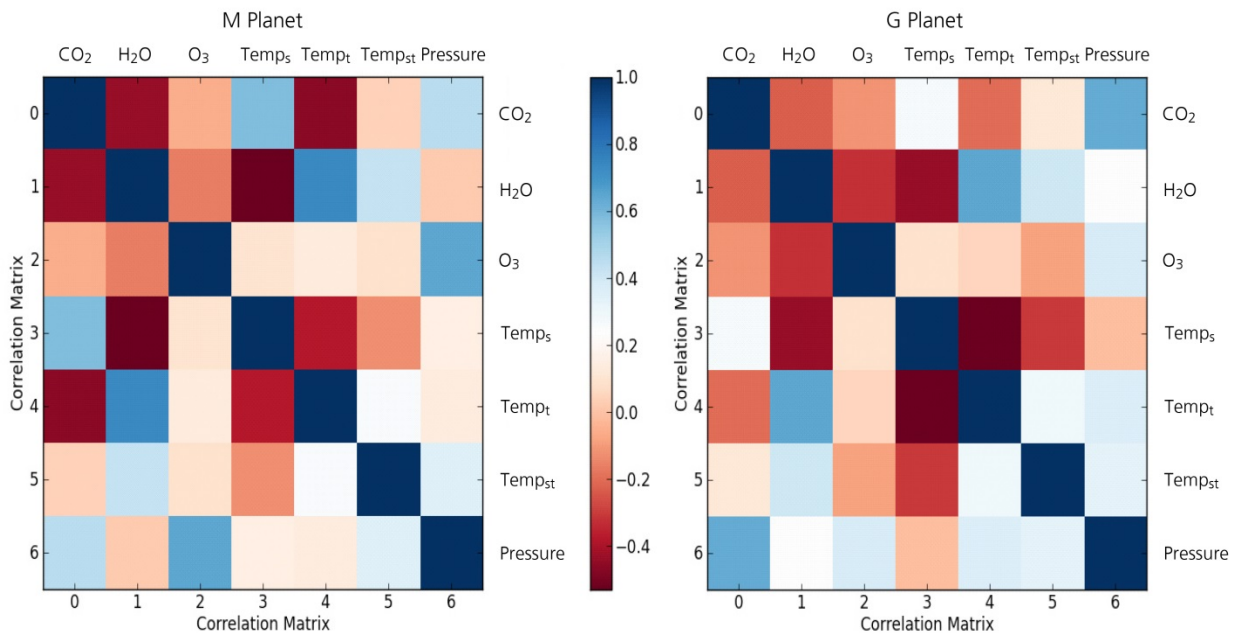 M Planet
G Planet
CO₂ H₂O O₃ Tempₛ Tempₜ Tempₛₜ Pressure
CO₂ H₂O O₃ Tempₛ Tempₜ Tempₛₜ Pressure
Correlation Matrix
0
1
2
3
4
5
6
CO₂
H₂O
O₃
Tempₛ
Tempₜ
Tempₛₜ
Pressure
0 1 2 3 4 5 6
Correlation Matrix
1.0
0.8
0.6
0.4
0.2
0.0
−0.2
−0.4
Correlation Matrix
0
1
2
3
4
5
6
CO₂
H₂O
O₃
Tempₛ
Tempₜ
Tempₛₜ
Pressure
0 1 2 3 4 5 6
Correlation Matrix